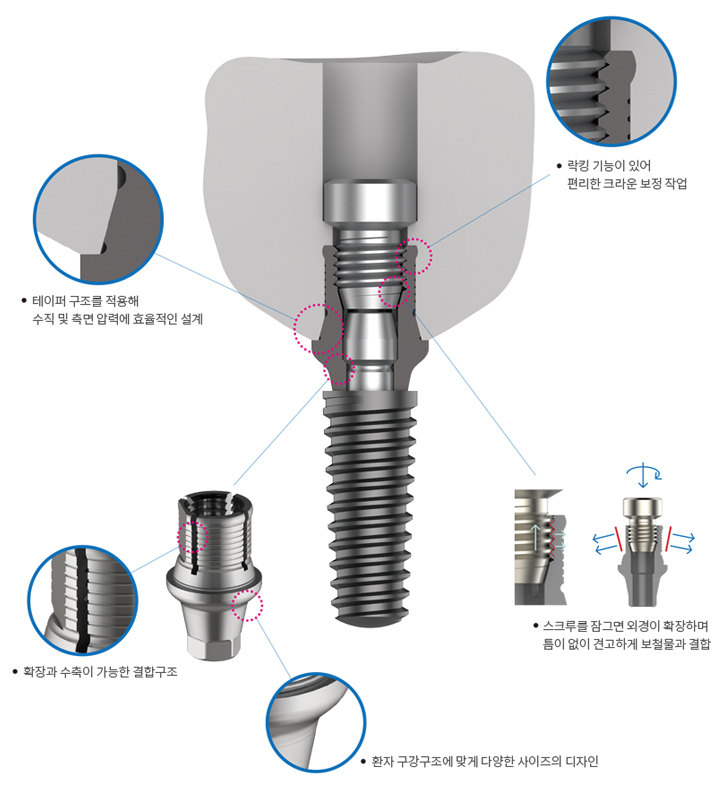 • 락킹 기능이 있어
편리한 크라운 보정 작업
• 테이퍼 구조를 적용해
수직 및 측면 압력에 효율적인 설계
• 스크루를 잠그면 외경이 확장하며
틈이 없이 견고하게 보철물과 결합
• 확장과 수축이 가능한 결합구조
• 환자 구강구조에 맞게 다양한 사이즈의 디자인